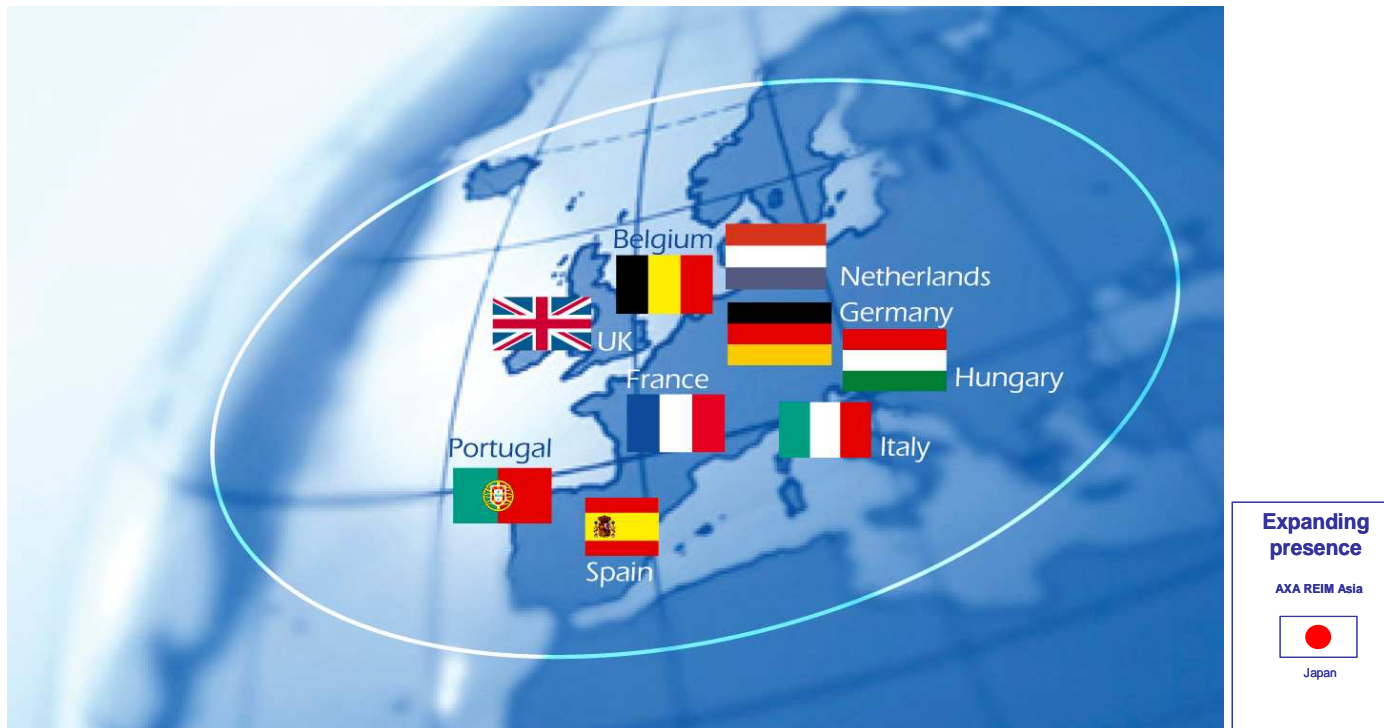 Belgium
Netherlands
Germany
UK
Hungary
France
Italy
Portugal
Spain
Expanding
presence
AXA REIM Asia
Japan